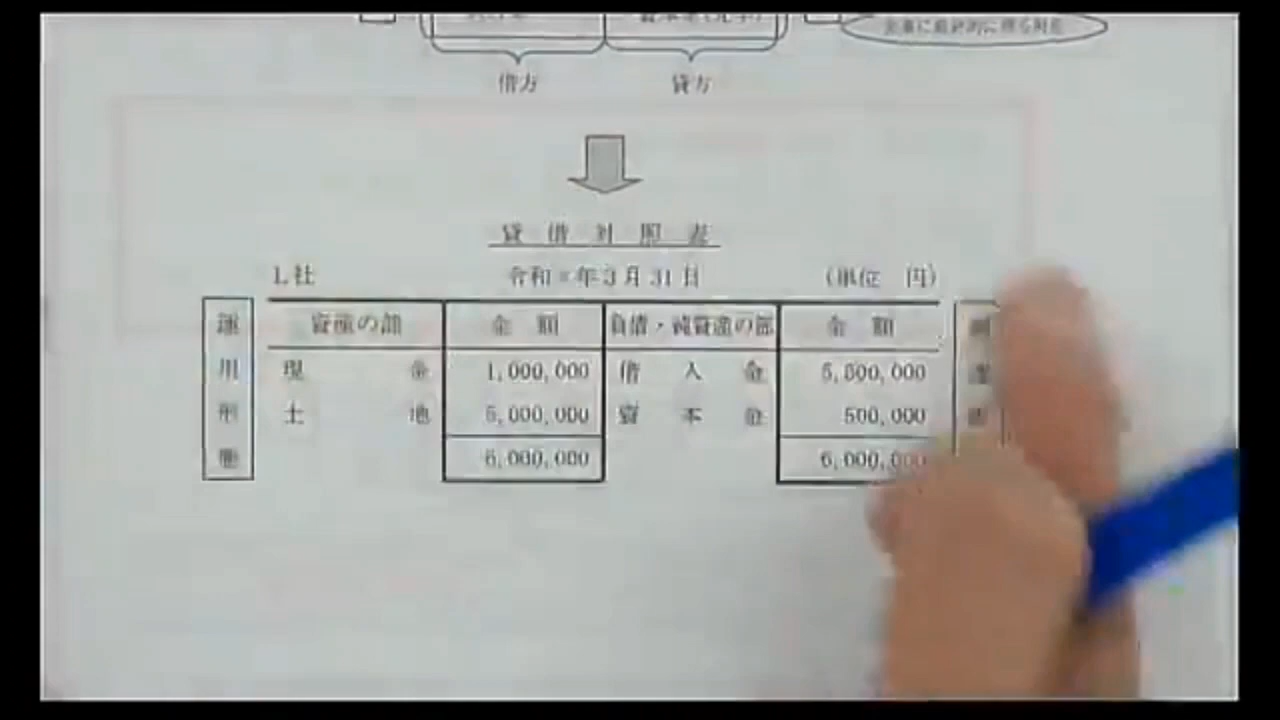 借方 貸方
貸借対照表
L社 令和×年3月31日 (単位 円)
資産の部 金額 負債・純資産の部 金額
現金 1,000,000 借入金 5,500,000
土地 5,000,000 資本金 500,000
6,000,000 6,000,000
運用形態